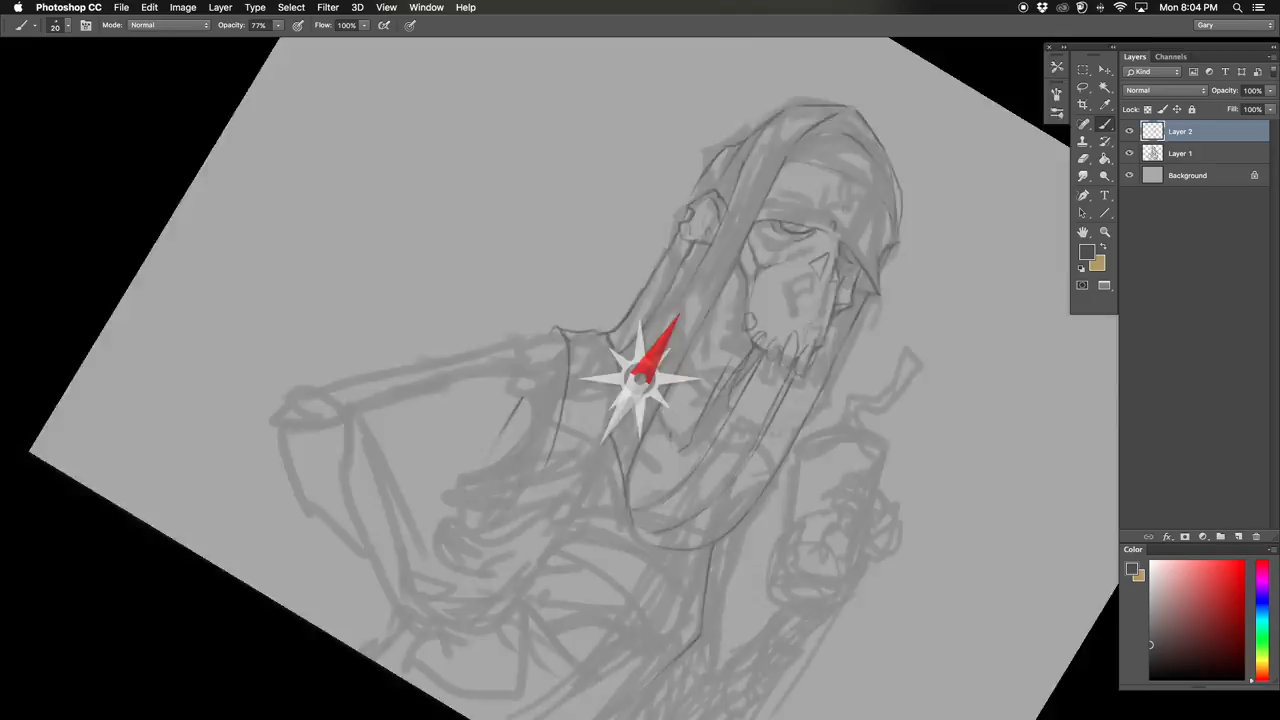 Photoshop CC File Edit Image Layer Type Select Filter 3D View Window Help Mon 8:04 PM
20 Mode: Normal Opacity: 77% Flow: 100% Gary
Layers Channels
Kind
Normal Opacity: 100%
Lock: Fill: 100%
Layer 2
Layer 1
Background
Color